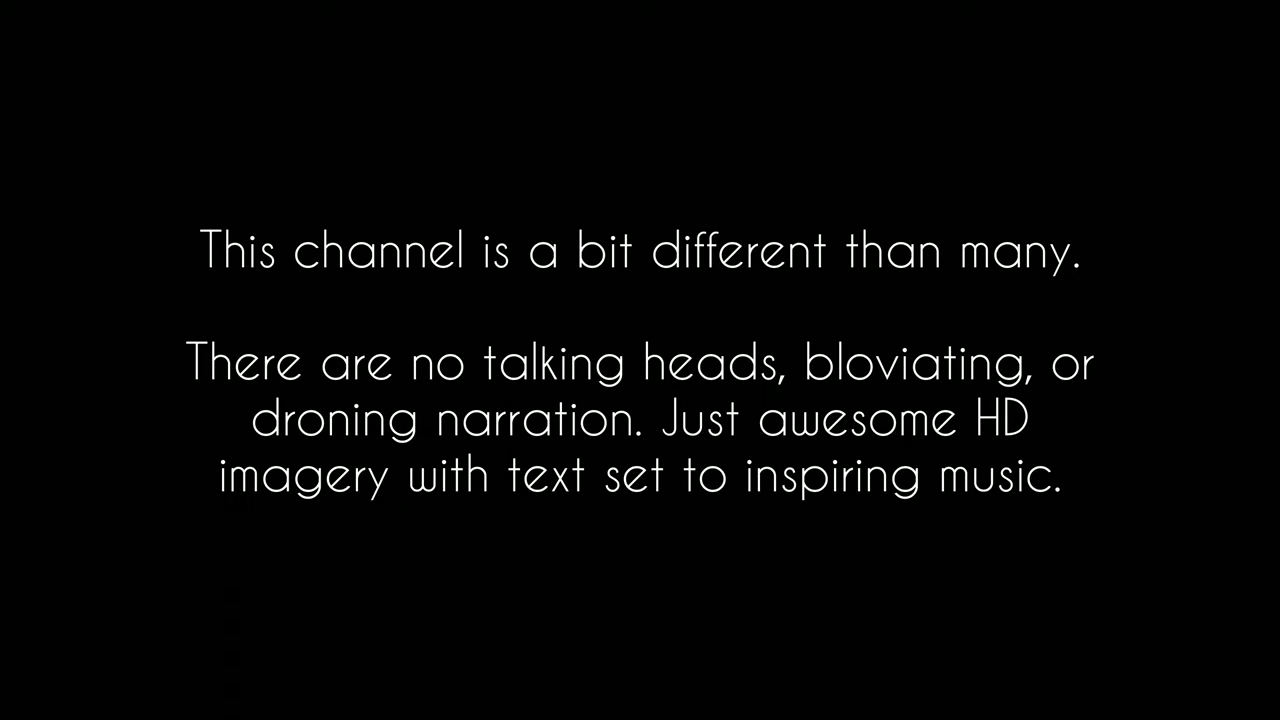 This channel is a bit different than many.
There are no talking heads, bloviating, or
droning narration. Just awesome HD
imagery with text set to inspiring music.